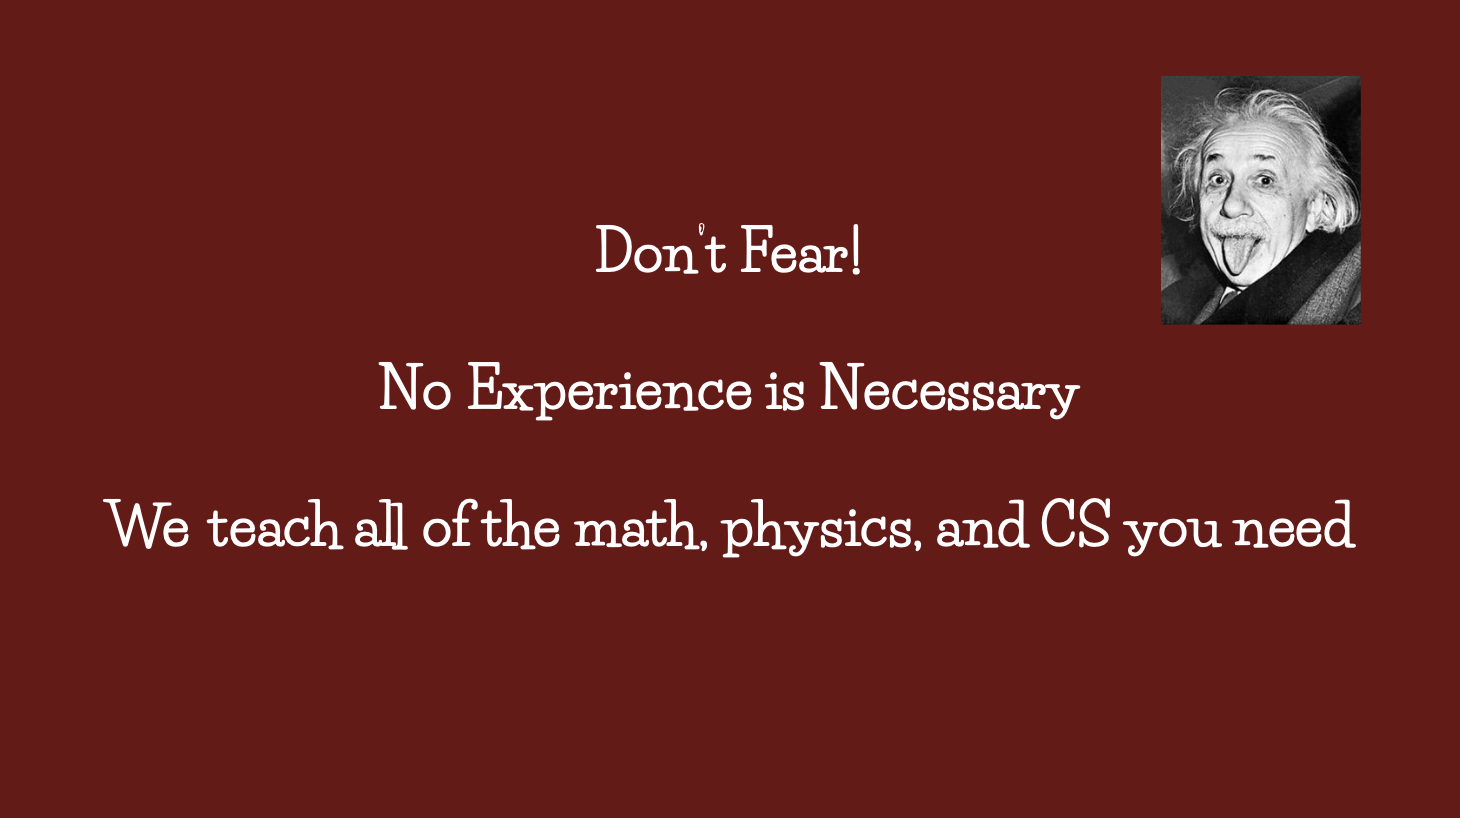 Don't Fear!
No Experience is Necessary
We teach all of the math, physics, and CS you need